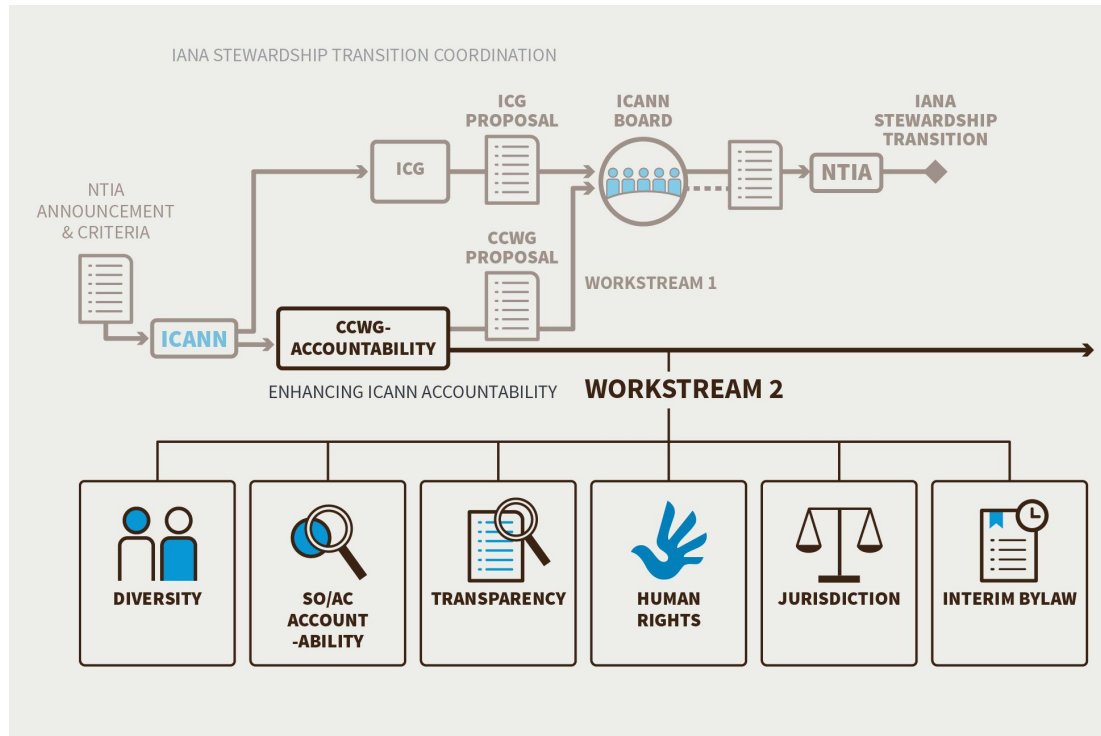 IANA STEWARDSHIP TRANSITION COORDINATION
ICG
PROPOSAL
ICANN
BOARD
IANA
STEWARDSHIP
TRANSITION
ICG
NTIA
NTIA
ANNOUNCEMENT
& CRITERIA
CCWG
PROPOSAL
WORKSTREAM 1
ICANN
CCWG-
ACCOUNTABILITY
ENHANCING ICANN ACCOUNTABILITY
WORKSTREAM 2
DIVERSITY
SO/AC
ACCOUNT
-ABILITY
TRANSPARENCY
HUMAN
RIGHTS
JURISDICTION
INTERIM BYLAW